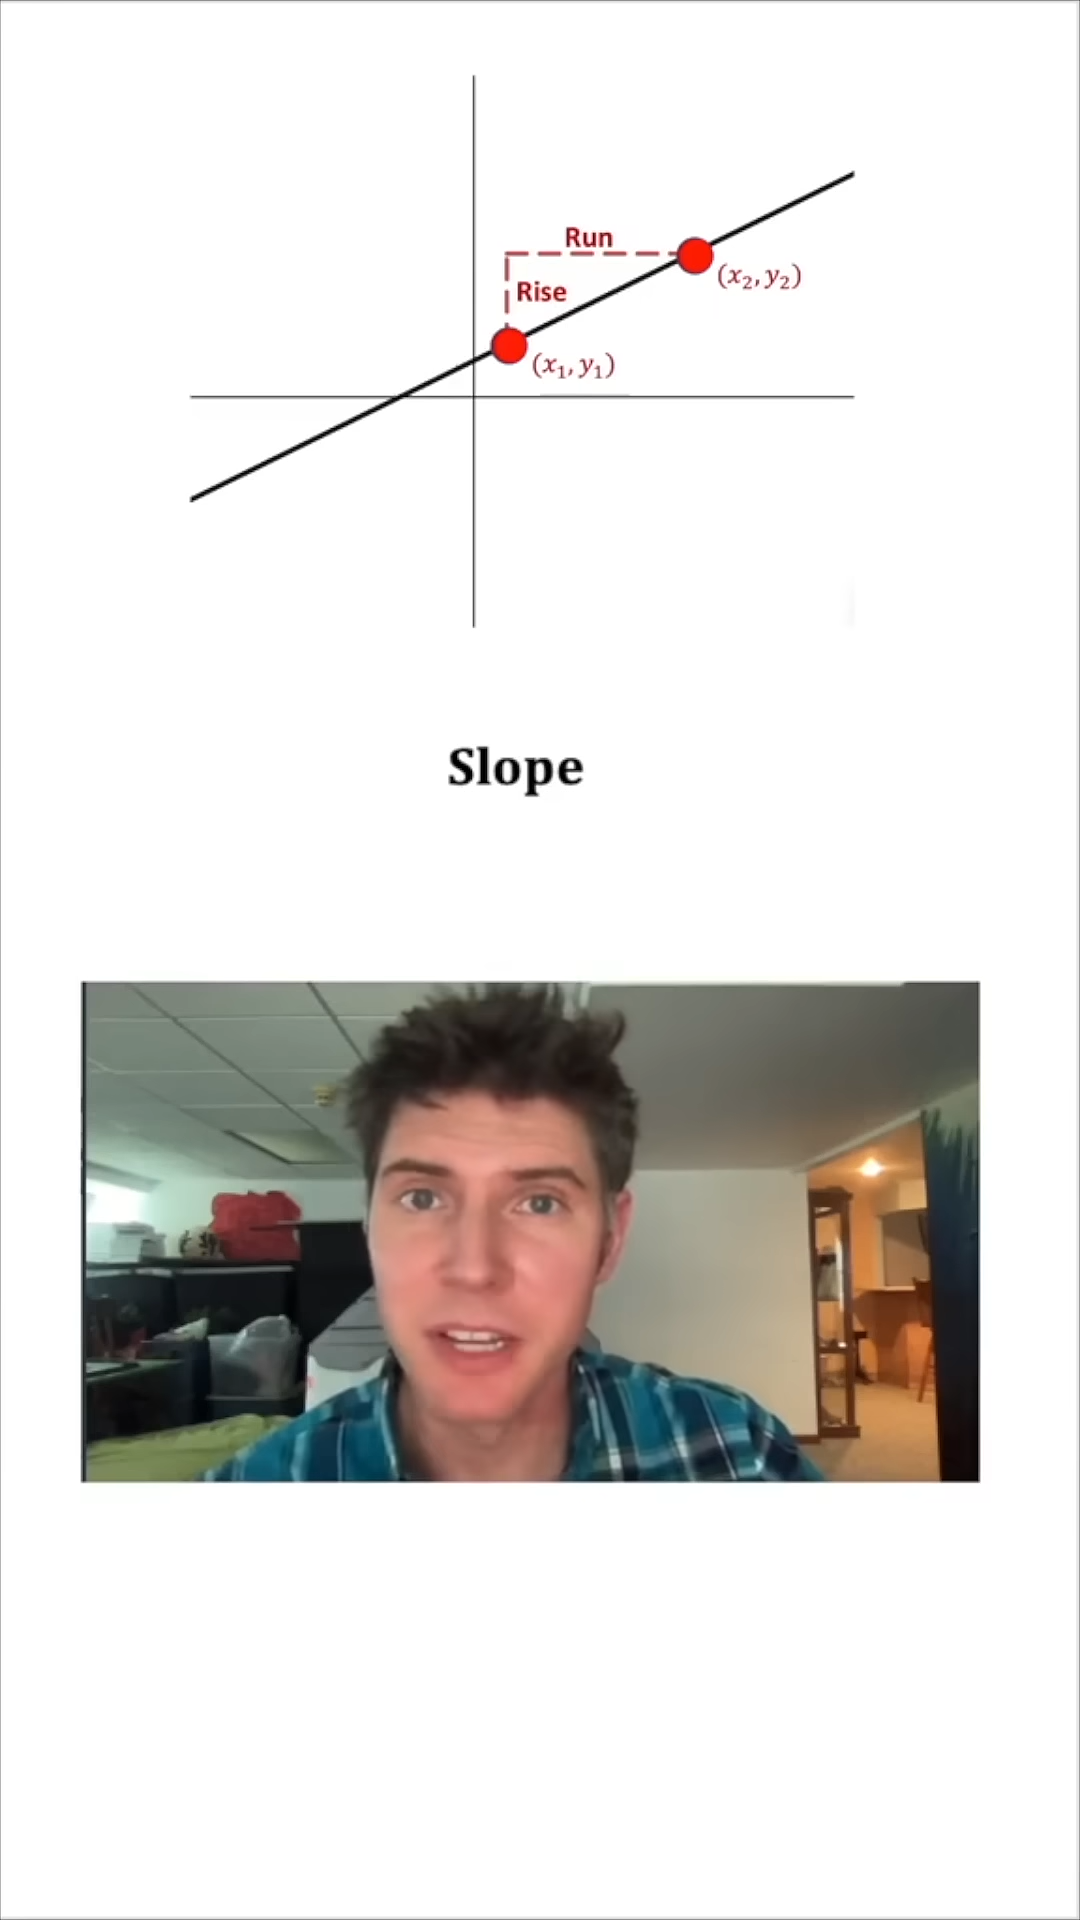 Run
Rise
(x₂, y₂)
(x₁, y₁)
Slope